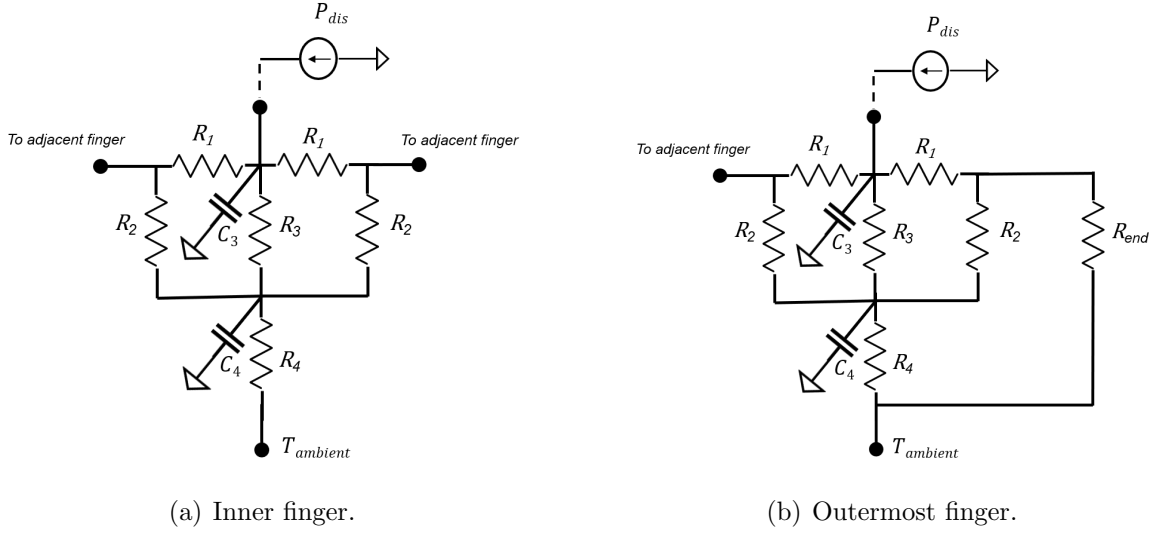 P_dis
To adjacent finger
R_1
R_1
To adjacent finger
R_2
C_3
R_3
R_2
C_4
R_4
T_ambient
(a) Inner finger.
P_dis
To adjacent finger
R_1
R_1
R_2
C_3
R_3
R_2
R_end
C_4
R_4
T_ambient
(b) Outermost finger.